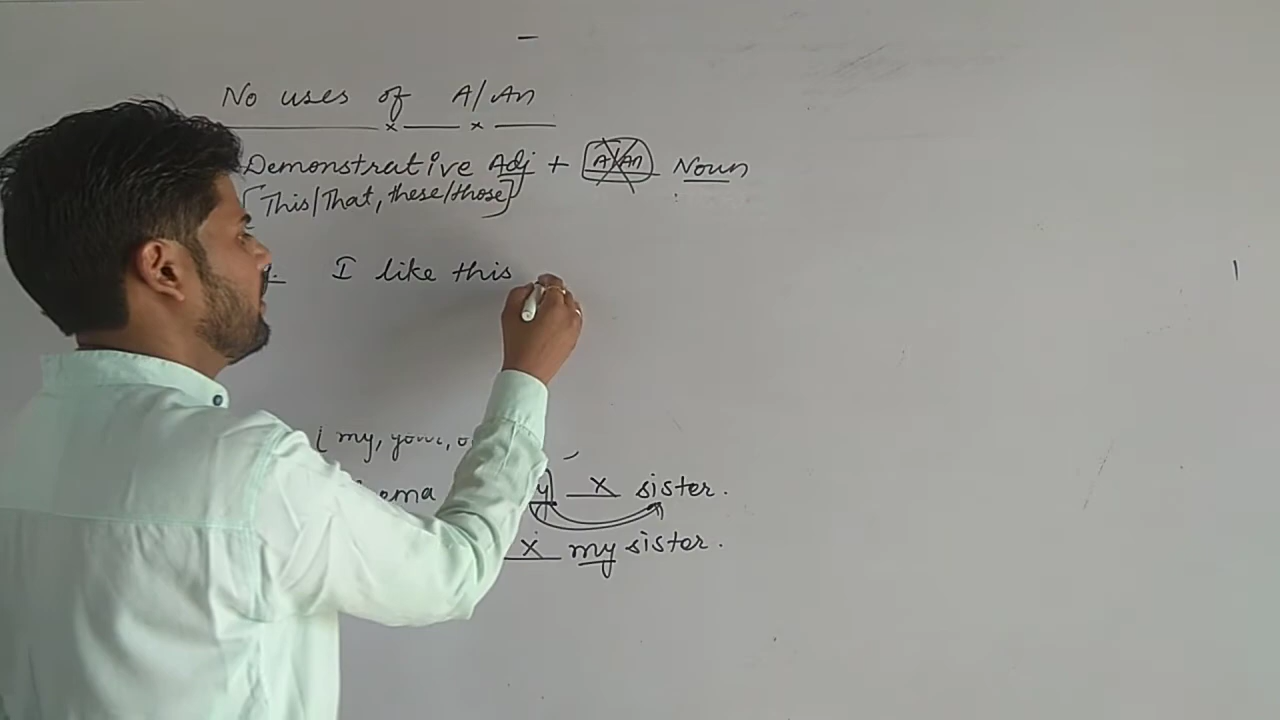 No uses of A/An
Demonstrative Adj + A/An Noun
[This/That, these/those]
I like this
( my, your,
x sister.
x my sister.